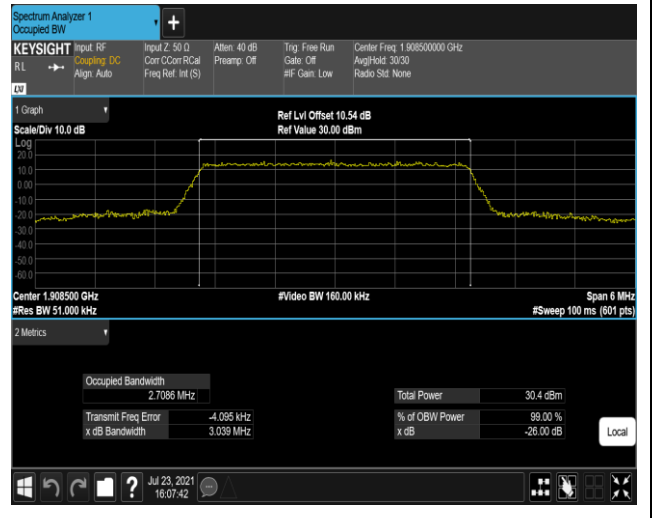 Spectrum Analyzer 1
Occupied BW
+
KEYSIGHT Input: RF Input Z: 50 Ω Atten: 40 dB Trig: Free Run Center Freq: 1.908500000 GHz
RL Coupling: DC Corr CCorr RCal Preamp: Off Gate: Off Avg|Hold: 30/30
Align: Auto Freq Ref: Int (S) #IF Gain: Low Radio Std: None
LXI
1 Graph
Ref Lvl Offset 10.54 dB
Scale/Div 10.0 dB Ref Value 30.00 dBm
Log
20.0
10.0
0.00
-10.0
-20.0
-30.0
-40.0
-50.0
-60.0
Center 1.908500 GHz #Video BW 160.00 kHz Span 6 MHz
#Res BW 51.000 kHz #Sweep 100 ms (601 pts)
2 Metrics
Occupied Bandwidth
2.7086 MHz Total Power 30.4 dBm
Transmit Freq Error -4.095 kHz % of OBW Power 99.00 %
x dB Bandwidth 3.039 MHz x dB -26.00 dB
Local
? Jul 23, 2021
16:07:42